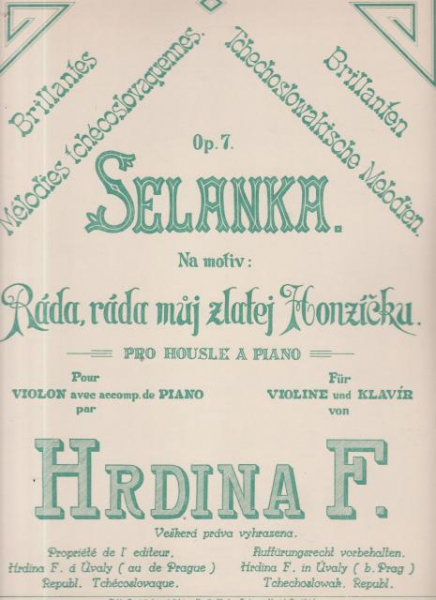 Brillantes
Mélodies tchécoslovaquennes.
Brillanten
Tchechoslowakische Melodien.
Op. 7.
SELANKA.
Na motiv:
Ráda, ráda můj zlatej Honzíčku.
PRO HOUSLE A PIANO
Pour
VIOLON avec accomp. de PIANO
par
Für
VIOLINE und KLAVÍR
von
HRDINA F.
Veškerá práva vyhrazena.
Propriété de l' editeur,
Hrdina F. d Úvaly (au de Prague)
Republ. Tchécoslovaque.
Auffürungsrecht vorbehalten.
Hrdina F. in Úvaly (b. Prag)
Tchechoslowak. Republ.